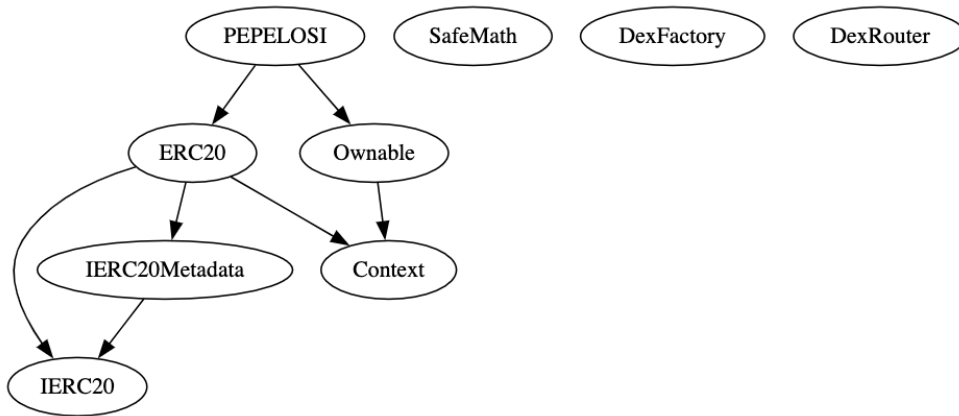 PEPELOSI
SafeMath
DexFactory
DexRouter
ERC20
Ownable
IERC20Metadata
Context
IERC20